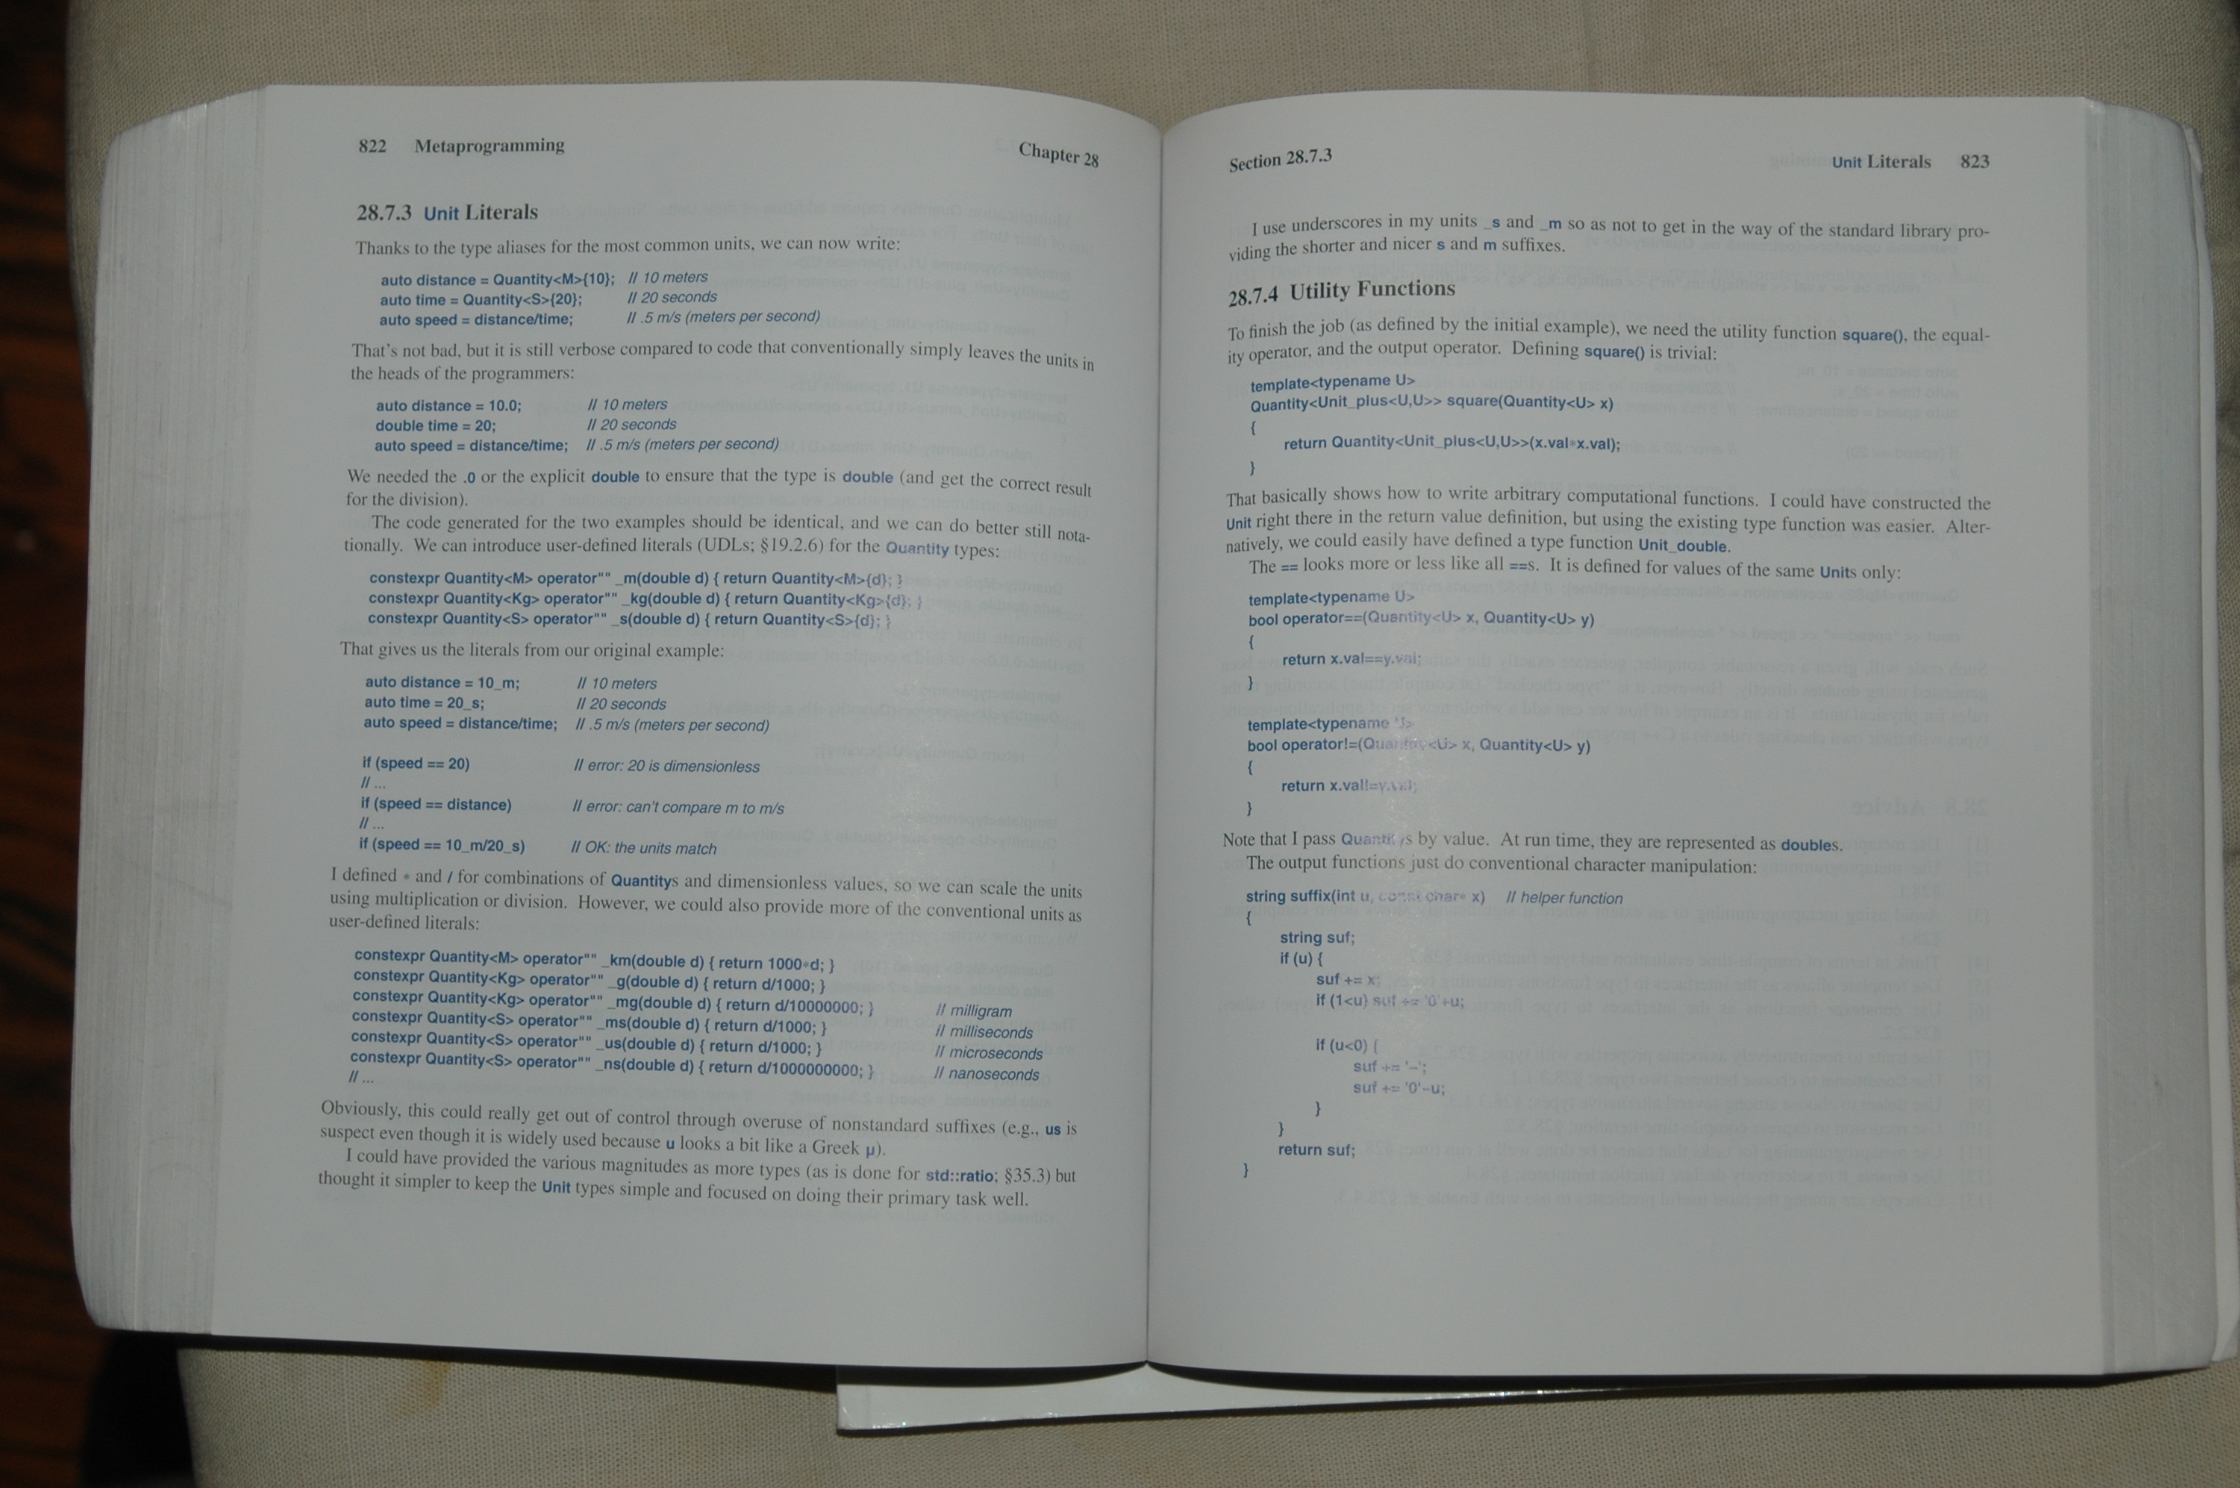 822 Metaprogramming Chapter 28
28.7.3 Unit Literals
Thanks to the type aliases for the most common units, we can now write:
auto distance = Quantity<M>{10}; // 10 meters
auto time = Quantity<S>{20}; // 20 seconds
auto speed = distance/time; // .5 m/s (meters per second)
That's not bad, but it is still verbose compared to code that conventionally simply leaves the units in
the heads of the programmers:
auto distance = 10.0; // 10 meters
double time = 20; // 20 seconds
auto speed = distance/time; // .5 m/s (meters per second)
We needed the .0 or the explicit double to ensure that the type is double (and get the correct result
for the division).
The code generated for the two examples should be identical, and we can do better still nota-
tionally. We can introduce user-defined literals (UDLs; §19.2.6) for the Quantity types:
constexpr Quantity<M> operator"" _m(double d) { return Quantity<M>{d}; }
constexpr Quantity<Kg> operator"" _kg(double d) { return Quantity<Kg>{d}; }
constexpr Quantity<S> operator"" _s(double d) { return Quantity<S>{d}; }
That gives us the literals from our original example:
auto distance = 10_m; // 10 meters
auto time = 20_s; // 20 seconds
auto speed = distance/time; // .5 m/s (meters per second)
if (speed == 20) // error: 20 is dimensionless
// ...
if (speed == distance) // error: can't compare m to m/s
// ...
if (speed == 10_m/20_s) // OK: the units match
I defined * and / for combinations of Quantitys and dimensionless values, so we can scale the units
using multiplication or division. However, we could also provide more of the conventional units as
user-defined literals:
constexpr Quantity<M> operator"" _km(double d) { return 1000*d; }
constexpr Quantity<Kg> operator"" _g(double d) { return d/1000; }
constexpr Quantity<Kg> operator"" _mg(double d) { return d/10000000; } // milligram
constexpr Quantity<S> operator"" _ms(double d) { return d/1000; } // milliseconds
constexpr Quantity<S> operator"" _us(double d) { return d/1000; } // microseconds
constexpr Quantity<S> operator"" _ns(double d) { return d/1000000000; } // nanoseconds
// ...
Obviously, this could really get out of control through overuse of nonstandard suffixes (e.g., us is
suspect even though it is widely used because u looks a bit like a Greek μ).
I could have provided the various magnitudes as more types (as is done for std::ratio; §35.3) but
thought it simpler to keep the Unit types simple and focused on doing their primary task well.
Section 28.7.3 Unit Literals 823
I use underscores in my units _s and _m so as not to get in the way of the standard library pro-
viding the shorter and nicer s and m suffixes.
28.7.4 Utility Functions
To finish the job (as defined by the initial example), we need the utility function square(), the equal-
ity operator, and the output operator. Defining square() is trivial:
template<typename U>
Quantity<Unit_plus<U,U>> square(Quantity<U> x)
{
return Quantity<Unit_plus<U,U>>(x.val*x.val);
}
That basically shows how to write arbitrary computational functions. I could have constructed the
Unit right there in the return value definition, but using the existing type function was easier. Alter-
natively, we could easily have defined a type function Unit_double.
The == looks more or less like all ==s. It is defined for values of the same Units only:
template<typename U>
bool operator==(Quantity<U> x, Quantity<U> y)
{
return x.val==y.val;
}
template<typename U>
bool operator!=(Quantity<U> x, Quantity<U> y)
{
return x.val!=y.val;
}
Note that I pass Quantitys by value. At run time, they are represented as doubles.
The output functions just do conventional character manipulation:
string suffix(int u, const char* x) // helper function
{
string suf;
if (u) {
suf += x;
if (1<u) suf += '0'+u;
if (u<0) {
suf += '-';
suf += '0'-u;
}
}
return suf;
}